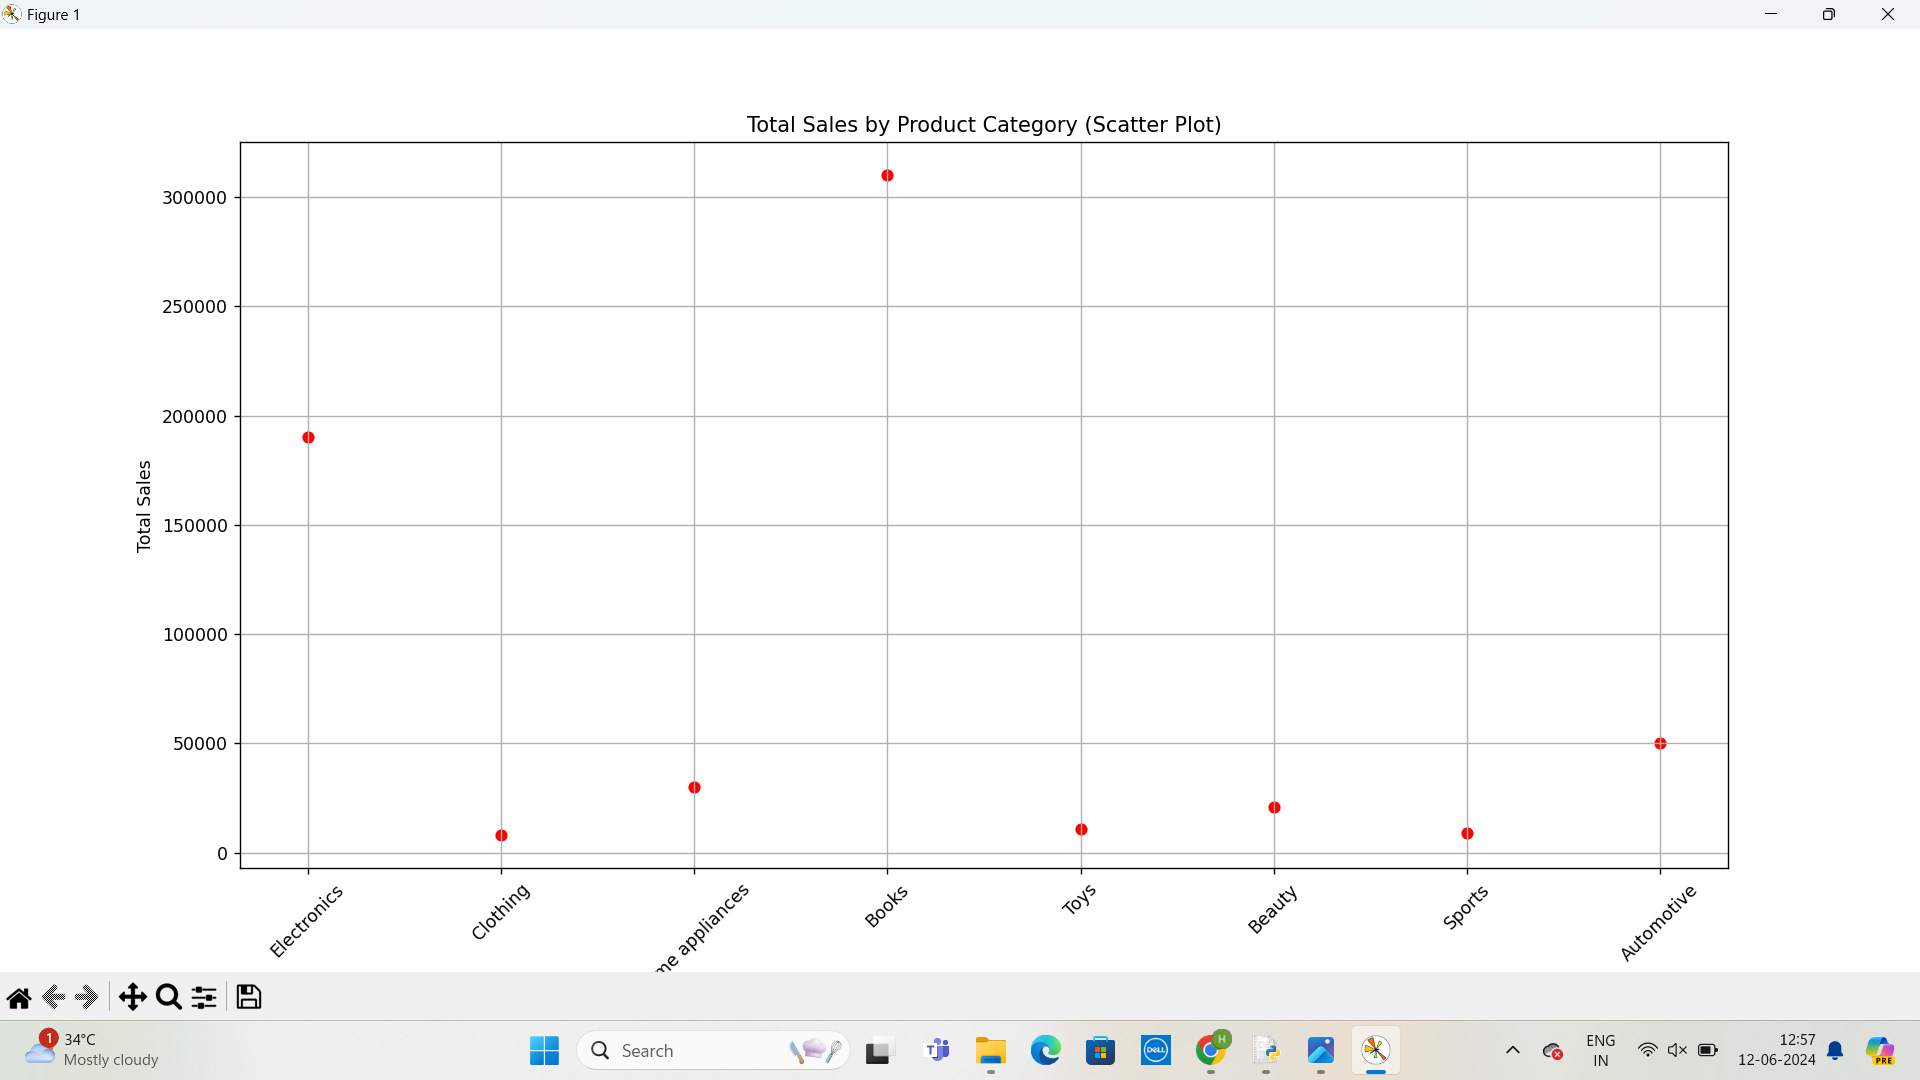 Figure 1
Total Sales by Product Category (Scatter Plot)
300000
250000
200000
150000
100000
50000
0
Total Sales
Electronics
Clothing
me appliances
Books
Toys
Beauty
Sports
Automotive
1
34°C
Mostly cloudy
Search
T
DELL
H
ENG
IN
12:57
12-06-2024
PRE